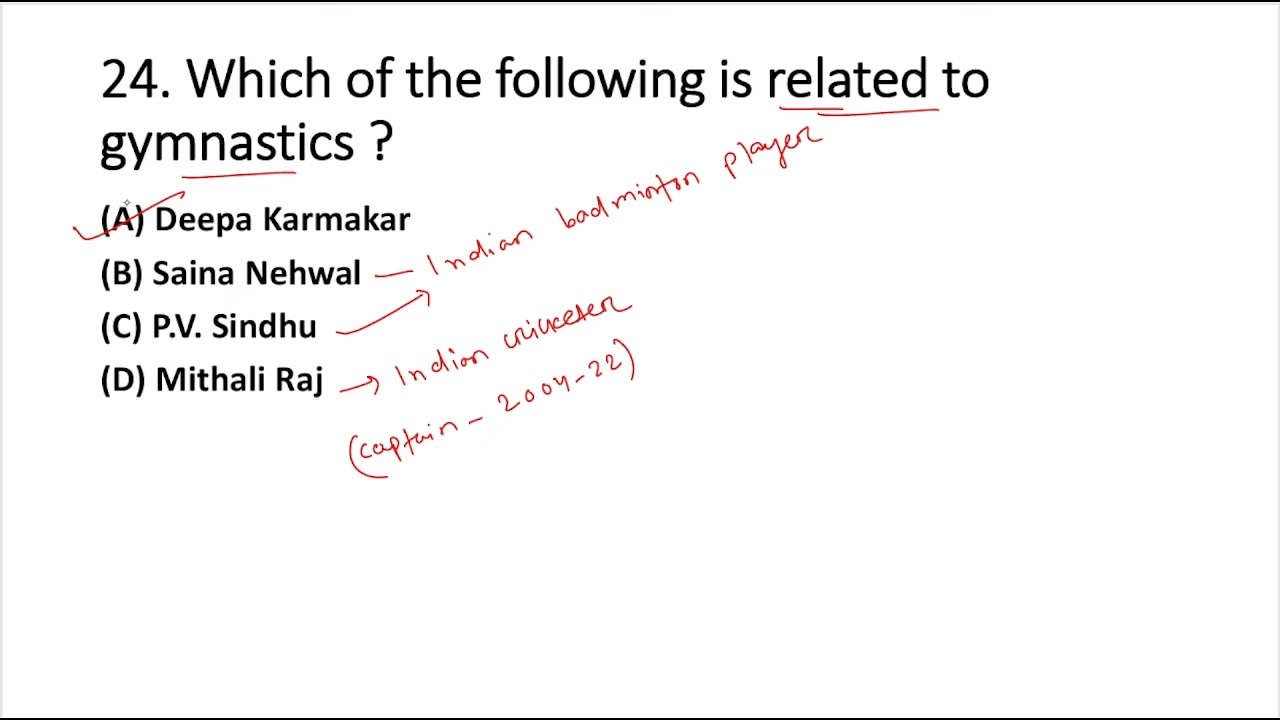 24. Which of the following is related to
gymnastics ?
(A) Deepa Karmakar
(B) Saina Nehwal – Indian badminton player
(C) P.V. Sindhu
(D) Mithali Raj → Indian cricketer
(captain – 2004-22)